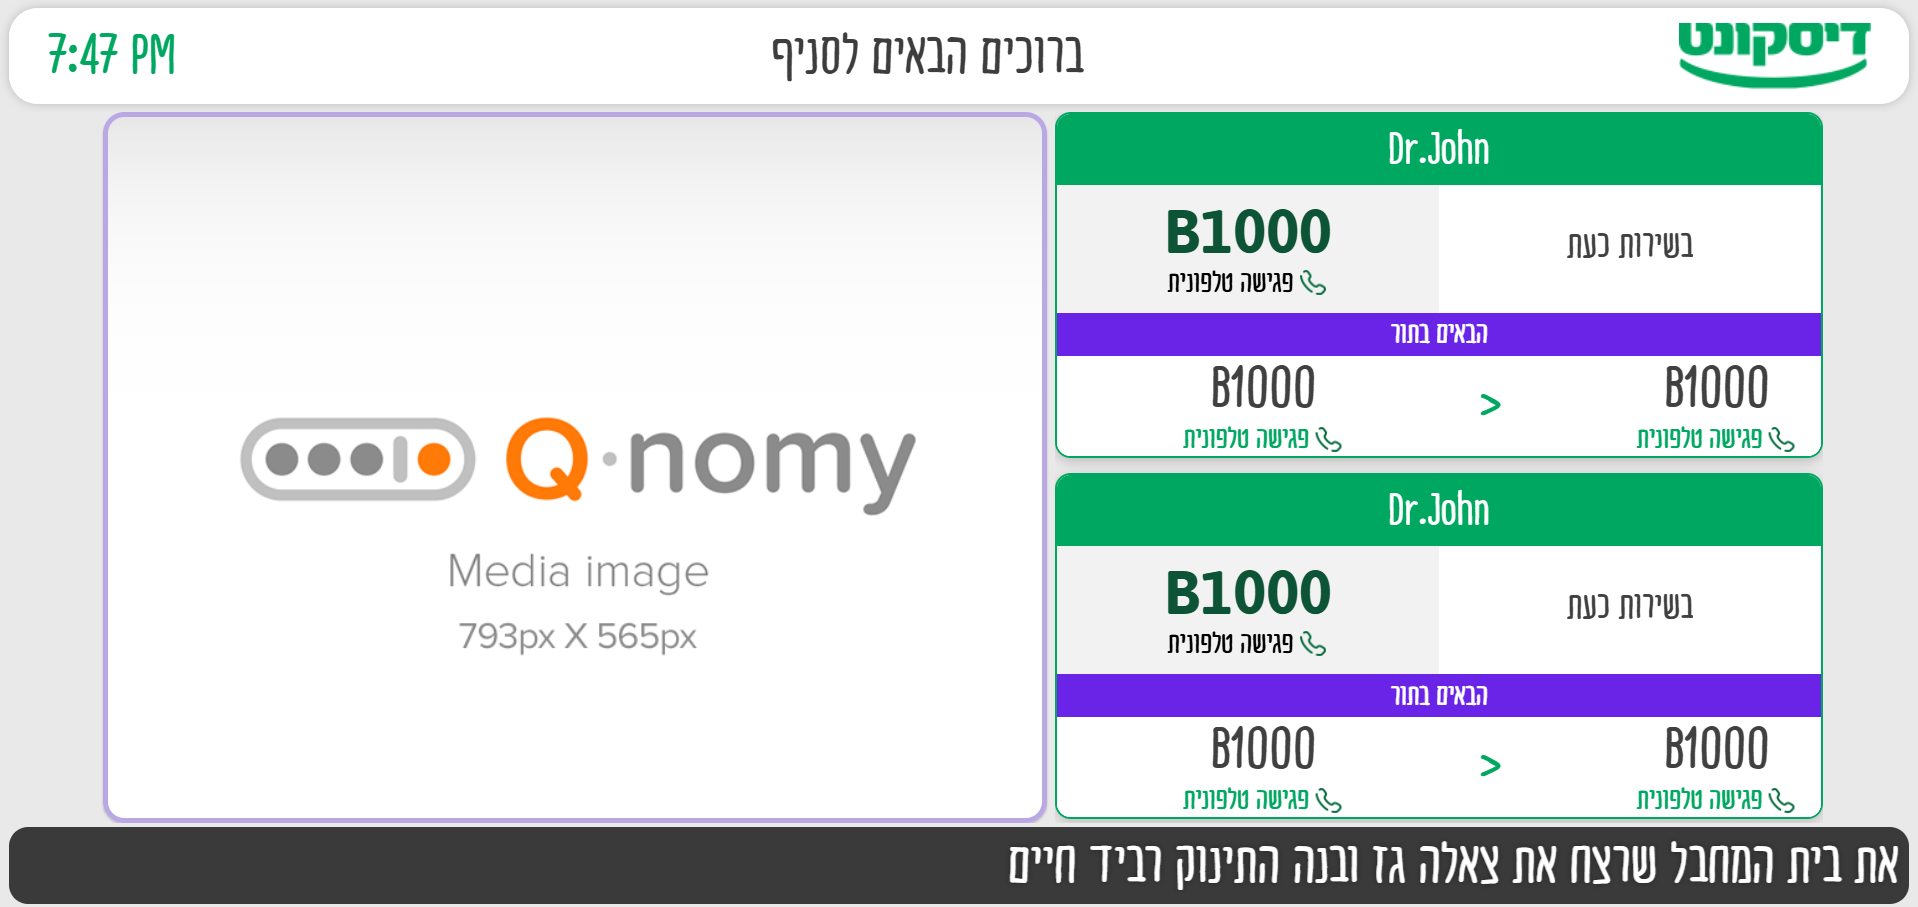 דיסקונט
ברוכים הבאים לסניף
7:47 PM
Dr.John
בשירות כעת
B1000
פגישה טלפונית
הבאים בתור
B1000 > B1000
פגישה טלפונית פגישה טלפונית
Dr.John
בשירות כעת
B1000
פגישה טלפונית
הבאים בתור
B1000 > B1000
פגישה טלפונית פגישה טלפונית
Q·nomy
Media image
793px X 565px
את בית המחבל שרצח את צאלה גז ובנה התינוק רביד חיים